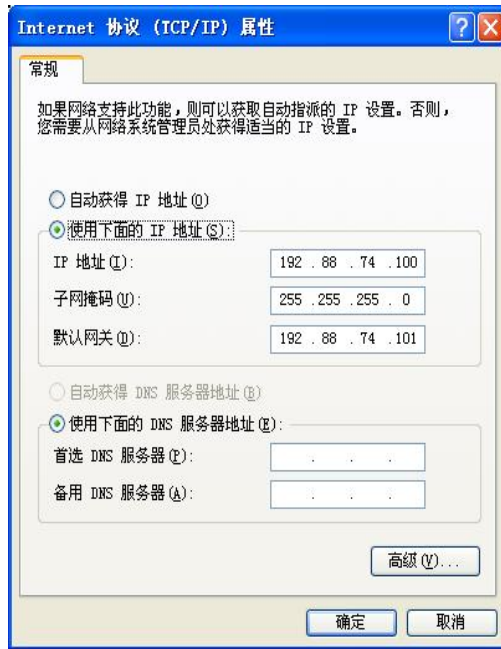 Internet 协议 (TCP/IP) 属性
常规
如果网络支持此功能,则可以获取自动指派的 IP 设置。否则,
您需要从网络系统管理员处获得适当的 IP 设置。
自动获得 IP 地址(O)
使用下面的 IP 地址(S):
IP 地址(I): 192 . 88 . 74 .100
子网掩码(U): 255 .255 .255 . 0
默认网关(D): 192 . 88 . 74 .101
自动获得 DNS 服务器地址(B)
使用下面的 DNS 服务器地址(E):
首选 DNS 服务器(P): . . .
备用 DNS 服务器(A): . . .
高级(V)...
确定 取消